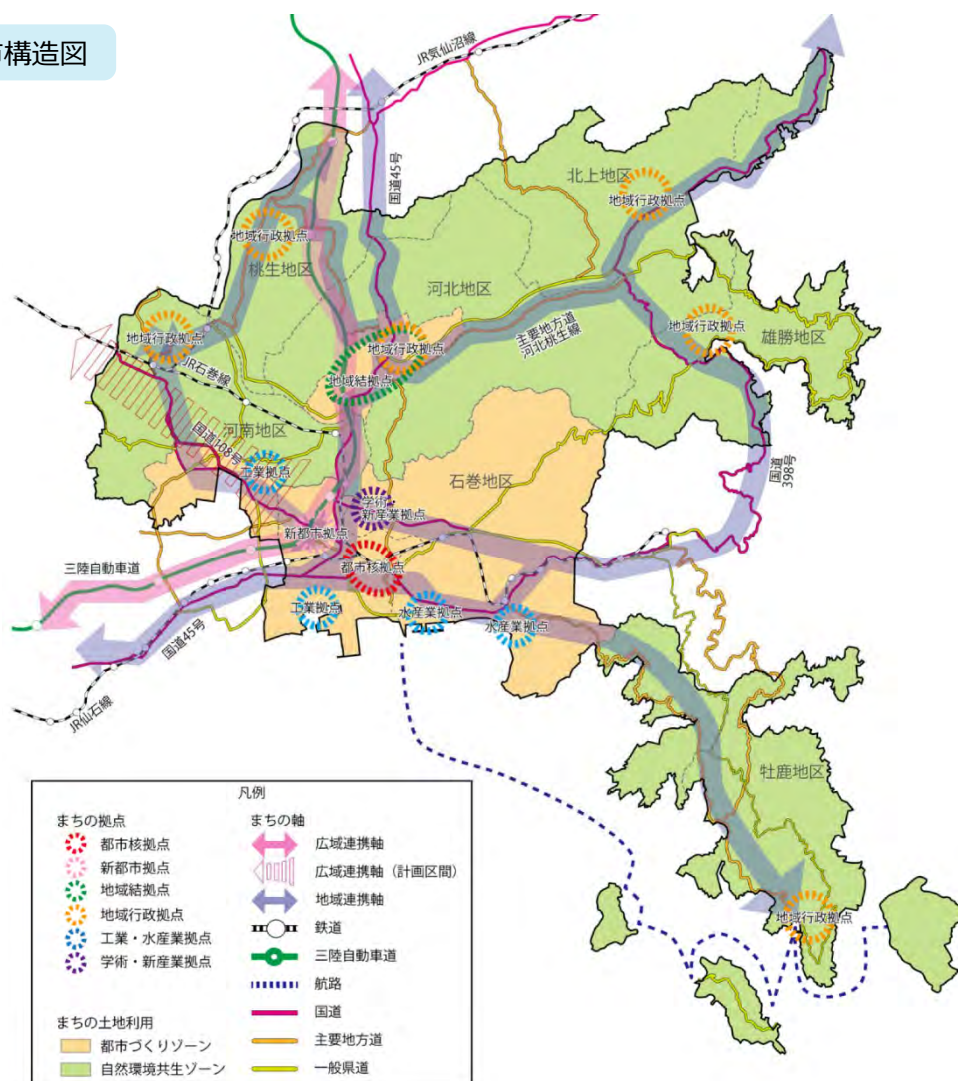 市構造図
JR気仙沼線
国道45号
北上地区
地域行政拠点
地域行政拠点
桃生地区
河北地区
地域行政拠点
雄勝地区
地域行政拠点
地域行政拠点
主要地方道
河北桃生線
JR石巻線
地域結拠点
国道108号
河南地区
工業拠点
石巻地区
国道
398号
学術
新産業拠点
新都市拠点
三陸自動車道
都市核拠点
工業拠点
水産業拠点
水産業拠点
国道45号
JR仙石線
牡鹿地区
地域行政拠点
凡例
まちの拠点
都市核拠点
新都市拠点
地域結拠点
地域行政拠点
工業・水産業拠点
学術・新産業拠点
まちの土地利用
都市づくりゾーン
自然環境共生ゾーン
まちの軸
広域連携軸
広域連携軸（計画区間）
地域連携軸
鉄道
三陸自動車道
航路
国道
主要地方道
一般県道